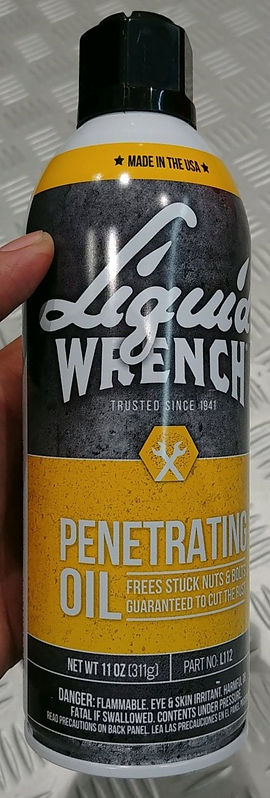 ★ MADE IN THE USA ★
Liquid
WRENCH
TRUSTED SINCE 1941
PENETRATING
OIL
FREES STUCK NUTS & BOLTS
GUARANTEED TO CUT THE RUST
NET WT 11 OZ (311g)
PART NO. L112
DANGER: FLAMMABLE. EYE & SKIN IRRITANT. HARMFUL OR
FATAL IF SWALLOWED. CONTENTS UNDER PRESSURE.
READ PRECAUTIONS ON BACK PANEL. LEA LAS PRECAUCIONES EN EL PANEL